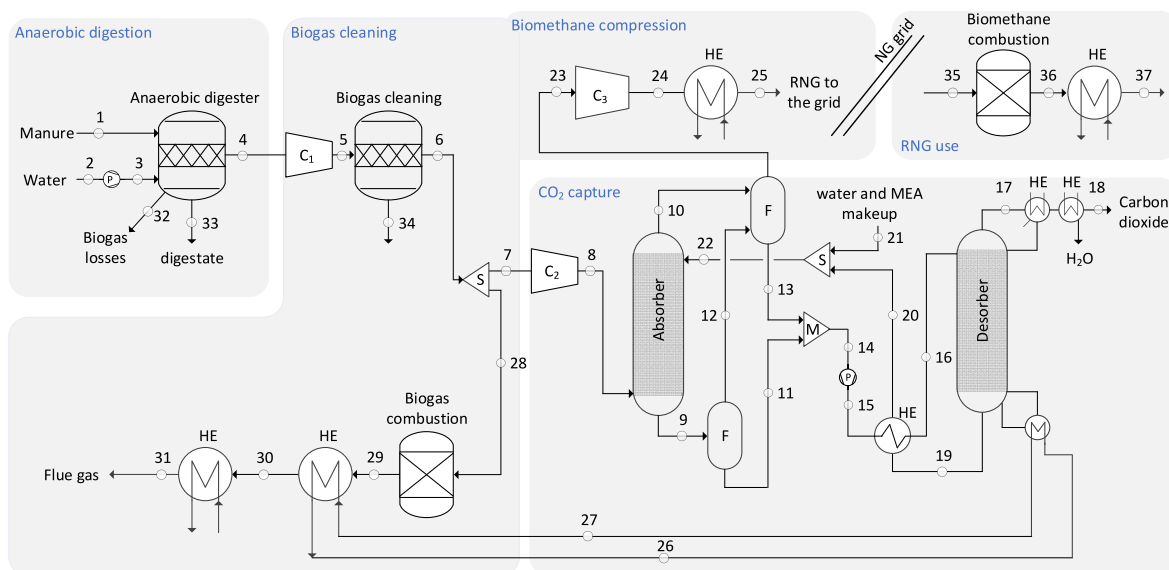 Anaerobic digestion
Biogas cleaning
Biomethane compression
Biomethane
combustion
NG grid
HE
HE
23
24
25
35
36
37
C3
RNG to
the grid
RNG use
Anaerobic digester
Biogas cleaning
Manure
1
2
3
P
Water
4
5
6
C1
32
33
34
Biogas
losses
digestate
CO2 capture
water and MEA
makeup
17
HE
HE
18
Carbon
dioxide
H2O
10
F
21
22
S
7
8
C2
S
Absorber
12
13
20
Desorber
16
M
14
P
15
11
28
9
F
HE
M
19
Biogas
combustion
HE
HE
Flue gas
31
30
29
27
26